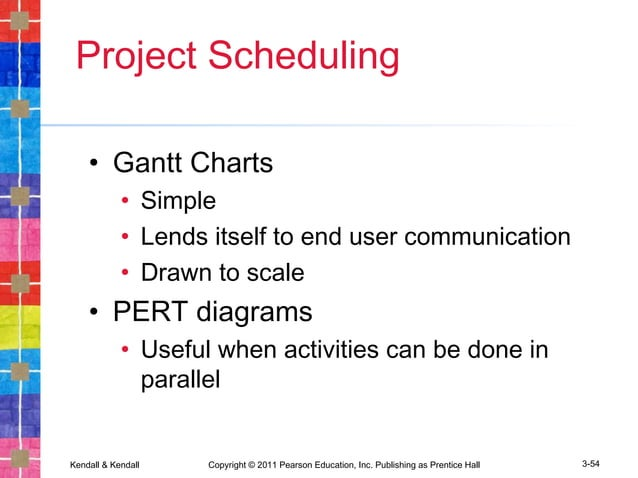 Project Scheduling
• Gantt Charts
• Simple
• Lends itself to end user communication
• Drawn to scale
• PERT diagrams
• Useful when activities can be done in
parallel
Kendall & Kendall
Copyright © 2011 Pearson Education, Inc. Publishing as Prentice Hall
3-54